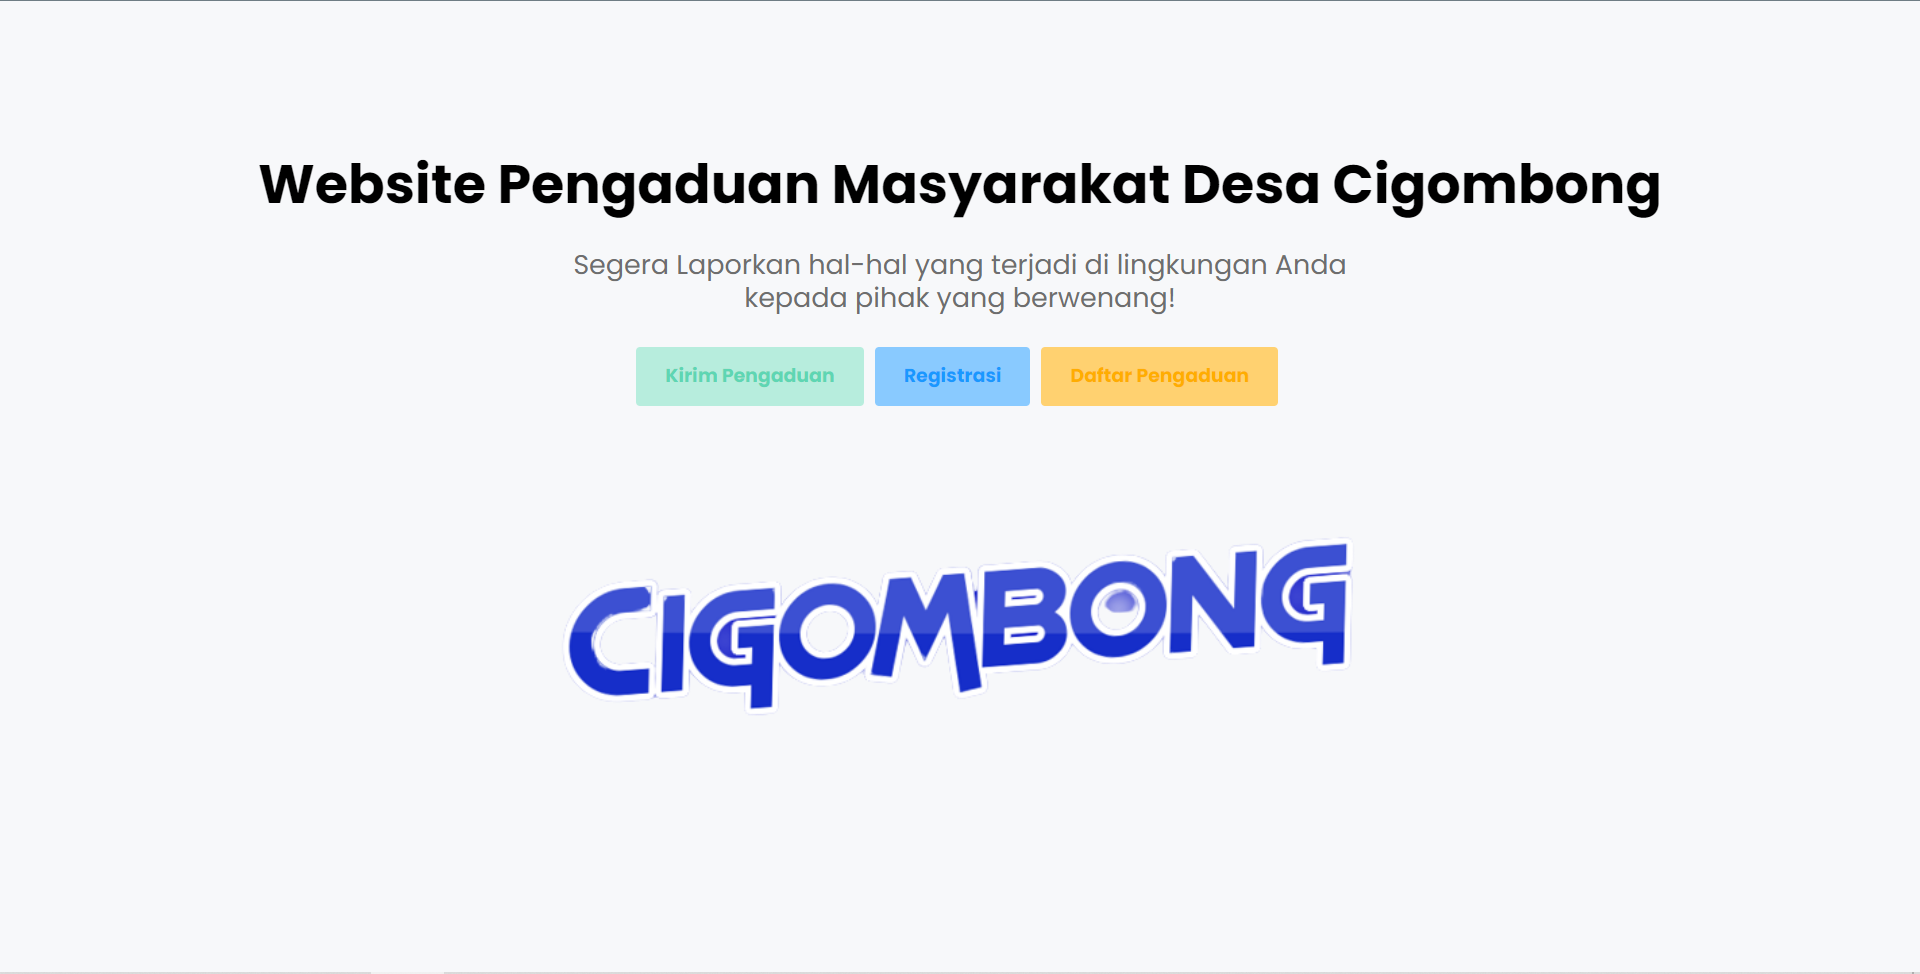 Website Pengaduan Masyarakat Desa Cigombong
Segera Laporkan hal-hal yang terjadi di lingkungan Anda
kepada pihak yang berwenang!
Kirim Pengaduan
Registrasi
Daftar Pengaduan
CIGOMBONG